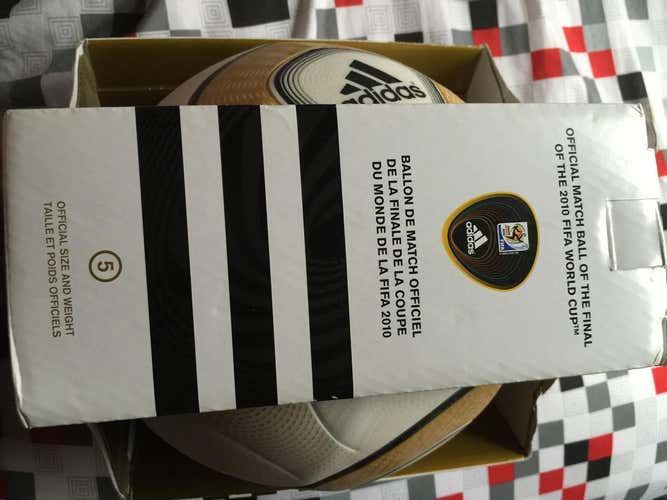 adidas
OFFICIAL MATCH BALL OF THE FINAL
OF THE 2010 FIFA WORLD CUP™
adidas
BALLON DE MATCH OFFICIEL
DE LA FINALE DE LA COUPE
DU MONDE DE LA FIFA 2010
5
OFFICIAL SIZE AND WEIGHT
TAILLE ET POIDS OFFICIELS